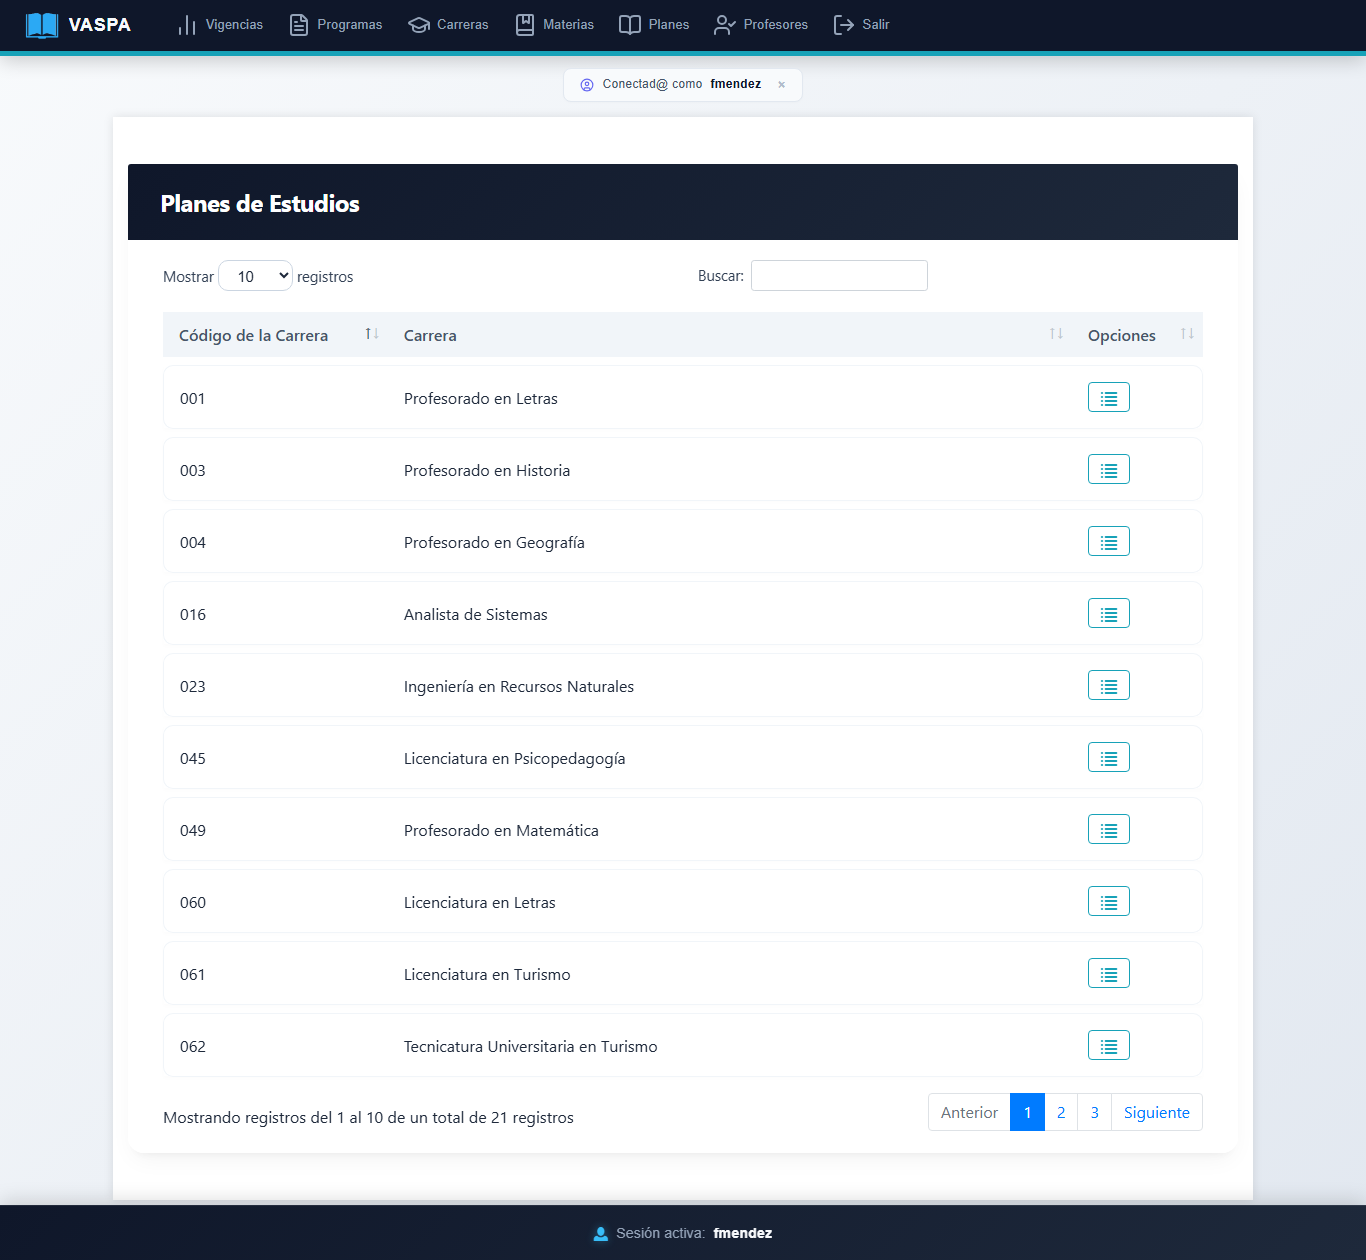 VASPA Vigencias Programas Carreras Materias Planes Profesores Salir
Conectad@ como fmendez ×
Planes de Estudios
Mostrar 10 registros Buscar:
Código de la Carrera Carrera Opciones
001 Profesorado en Letras
003 Profesorado en Historia
004 Profesorado en Geografía
016 Analista de Sistemas
023 Ingeniería en Recursos Naturales
045 Licenciatura en Psicopedagogía
049 Profesorado en Matemática
060 Licenciatura en Letras
061 Licenciatura en Turismo
062 Tecnicatura Universitaria en Turismo
Mostrando registros del 1 al 10 de un total de 21 registros Anterior 1 2 3 Siguiente
Sesión activa: fmendez